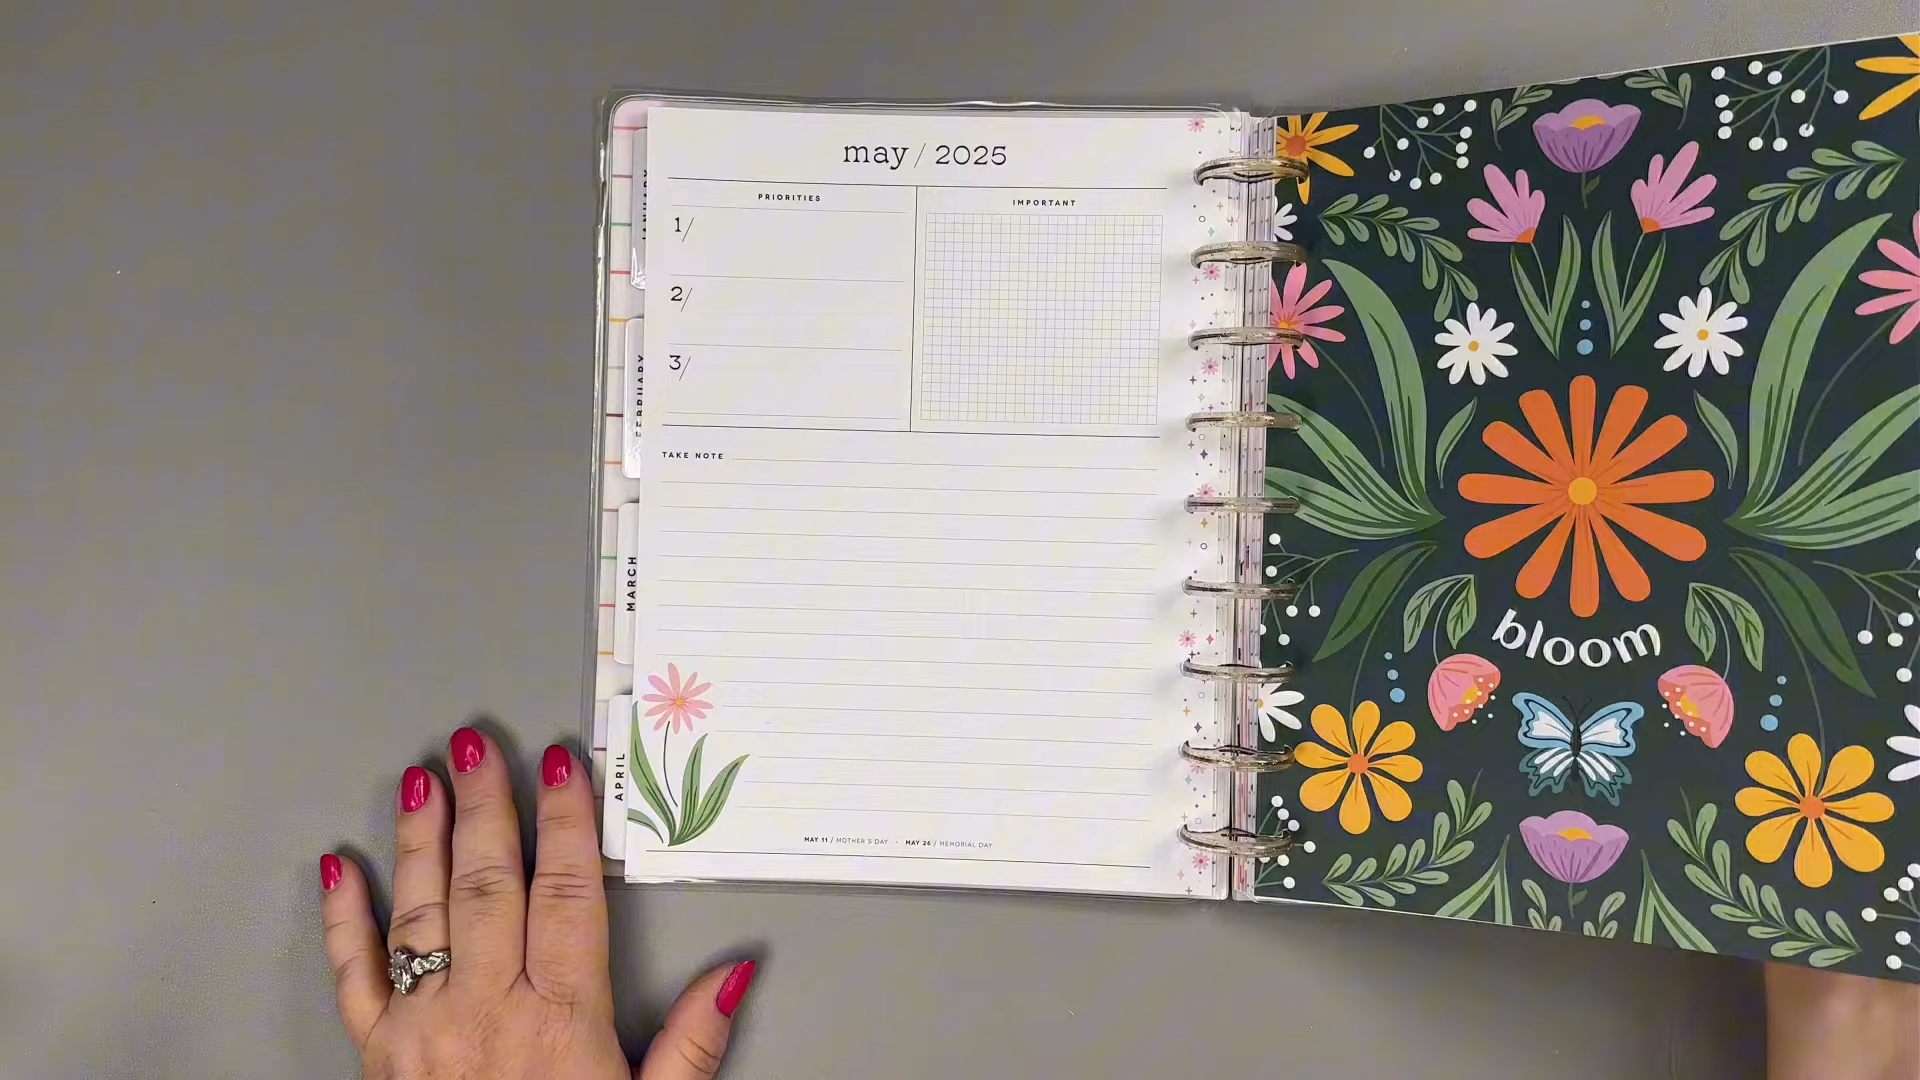 may / 2025
PRIORITIES
IMPORTANT
1/
2/
3/
TAKE NOTE
MAY 11 / MOTHER'S DAY • MAY 26 / MEMORIAL DAY
JANUARY
FEBRUARY
MARCH
APRIL
bloom